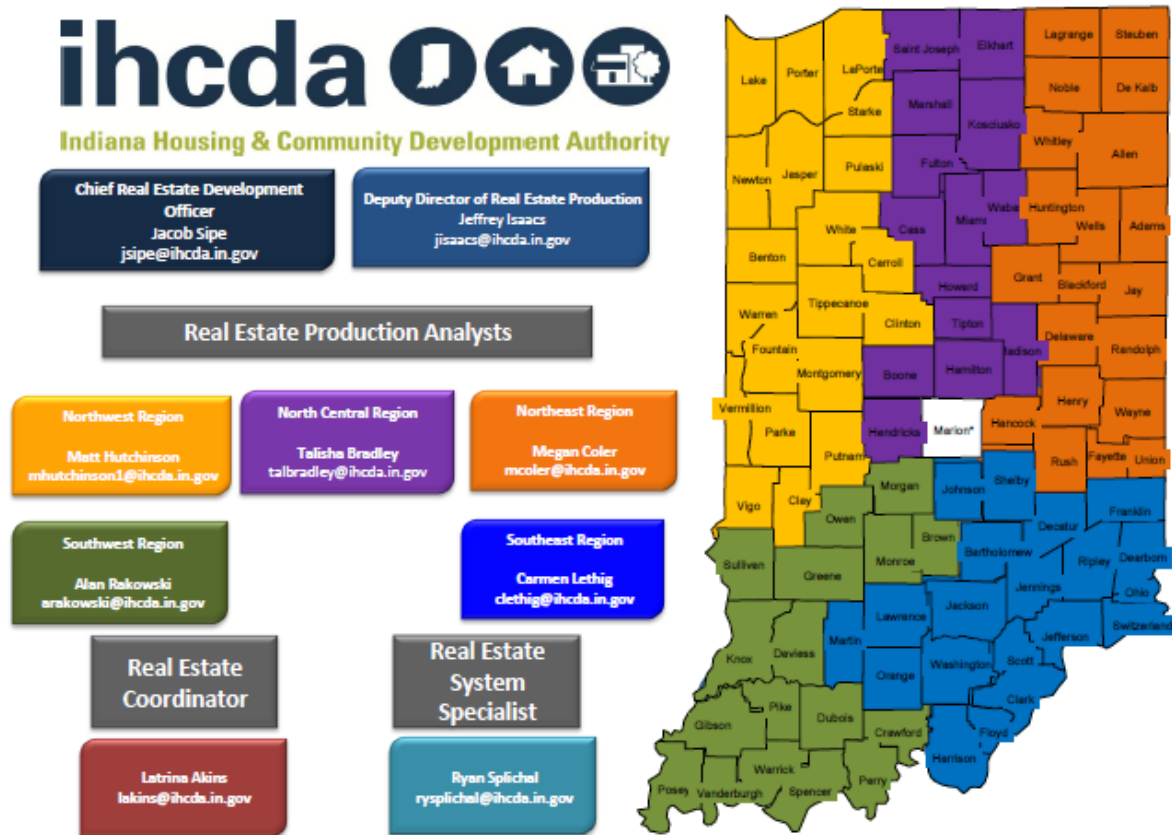 ihcda
Indiana Housing & Community Development Authority
Chief Real Estate Development
Officer
Jacob Sipe
jsipe@ihcda.in.gov
Deputy Director of Real Estate Production
Jeffrey Isaacs
jisaacs@ihcda.in.gov
Real Estate Production Analysts
Northwest Region
Matt Hutchinson
mhutchinson1@ihcda.in.gov
North Central Region
Talisha Bradley
talbradley@ihcda.in.gov
Northeast Region
Megan Coler
mcoler@ihcda.in.gov
Southwest Region
Alan Rakowski
arakowski@ihcda.in.gov
Southeast Region
Carmen Lethig
clethig@ihcda.in.gov
Real Estate
Coordinator
Real Estate
System
Specialist
Latrina Akins
lakins@ihcda.in.gov
Ryan Splichal
rysplichal@ihcda.in.gov
Lake
Porter
LaPorte
Saint Joseph
Elkhart
Lagrange
Steuben
Starke
Marshall
Kosciusko
Noble
De Kalb
Newton
Jasper
Pulaski
Fulton
Whitley
Allen
White
Cass
Miami
Wabas
Huntington
Wells
Adams
Benton
Carroll
Howard
Grant
Blackford
Jay
Warren
Tippecanoe
Clinton
Tipton
Madison
Delaware
Randolph
Fountain
Montgomery
Boone
Hamilton
Henry
Wayne
Vermillion
Parke
Putnam
Hendricks
Marion*
Hancock
Rush
Fayette
Union
Vigo
Clay
Owen
Morgan
Johnson
Shelby
Decatur
Franklin
Sullivan
Greene
Monroe
Brown
Bartholomew
Jennings
Ripley
Dearborn
Ohio
Switzerland
Knox
Daviess
Martin
Lawrence
Jackson
Jefferson
Orange
Washington
Scott
Clark
Gibson
Pike
Dubois
Crawford
Harrison
Floyd
Posey
Vanderburgh
Warrick
Spencer
Perry